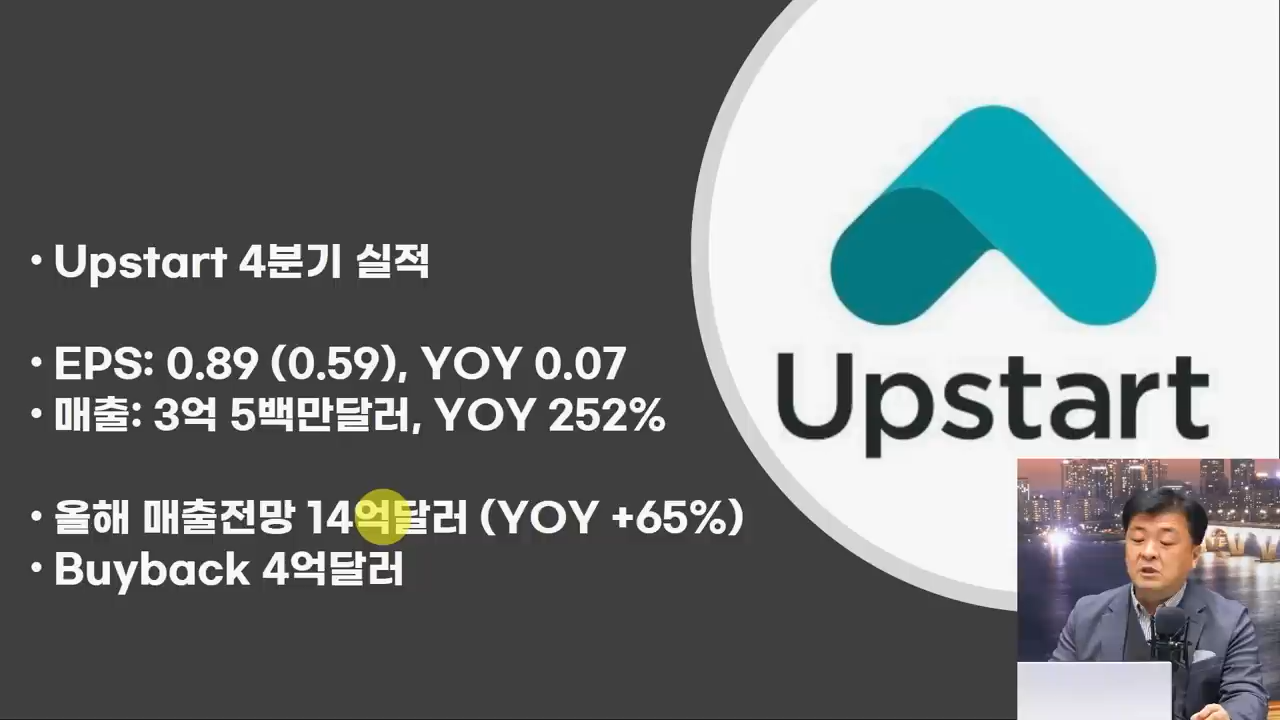 • Upstart 4분기 실적
• EPS: 0.89 (0.59), YOY 0.07
• 매출: 3억 5백만달러, YOY 252%
• 올해 매출전망 14억달러 (YOY +65%)
• Buyback 4억달러
Upstart